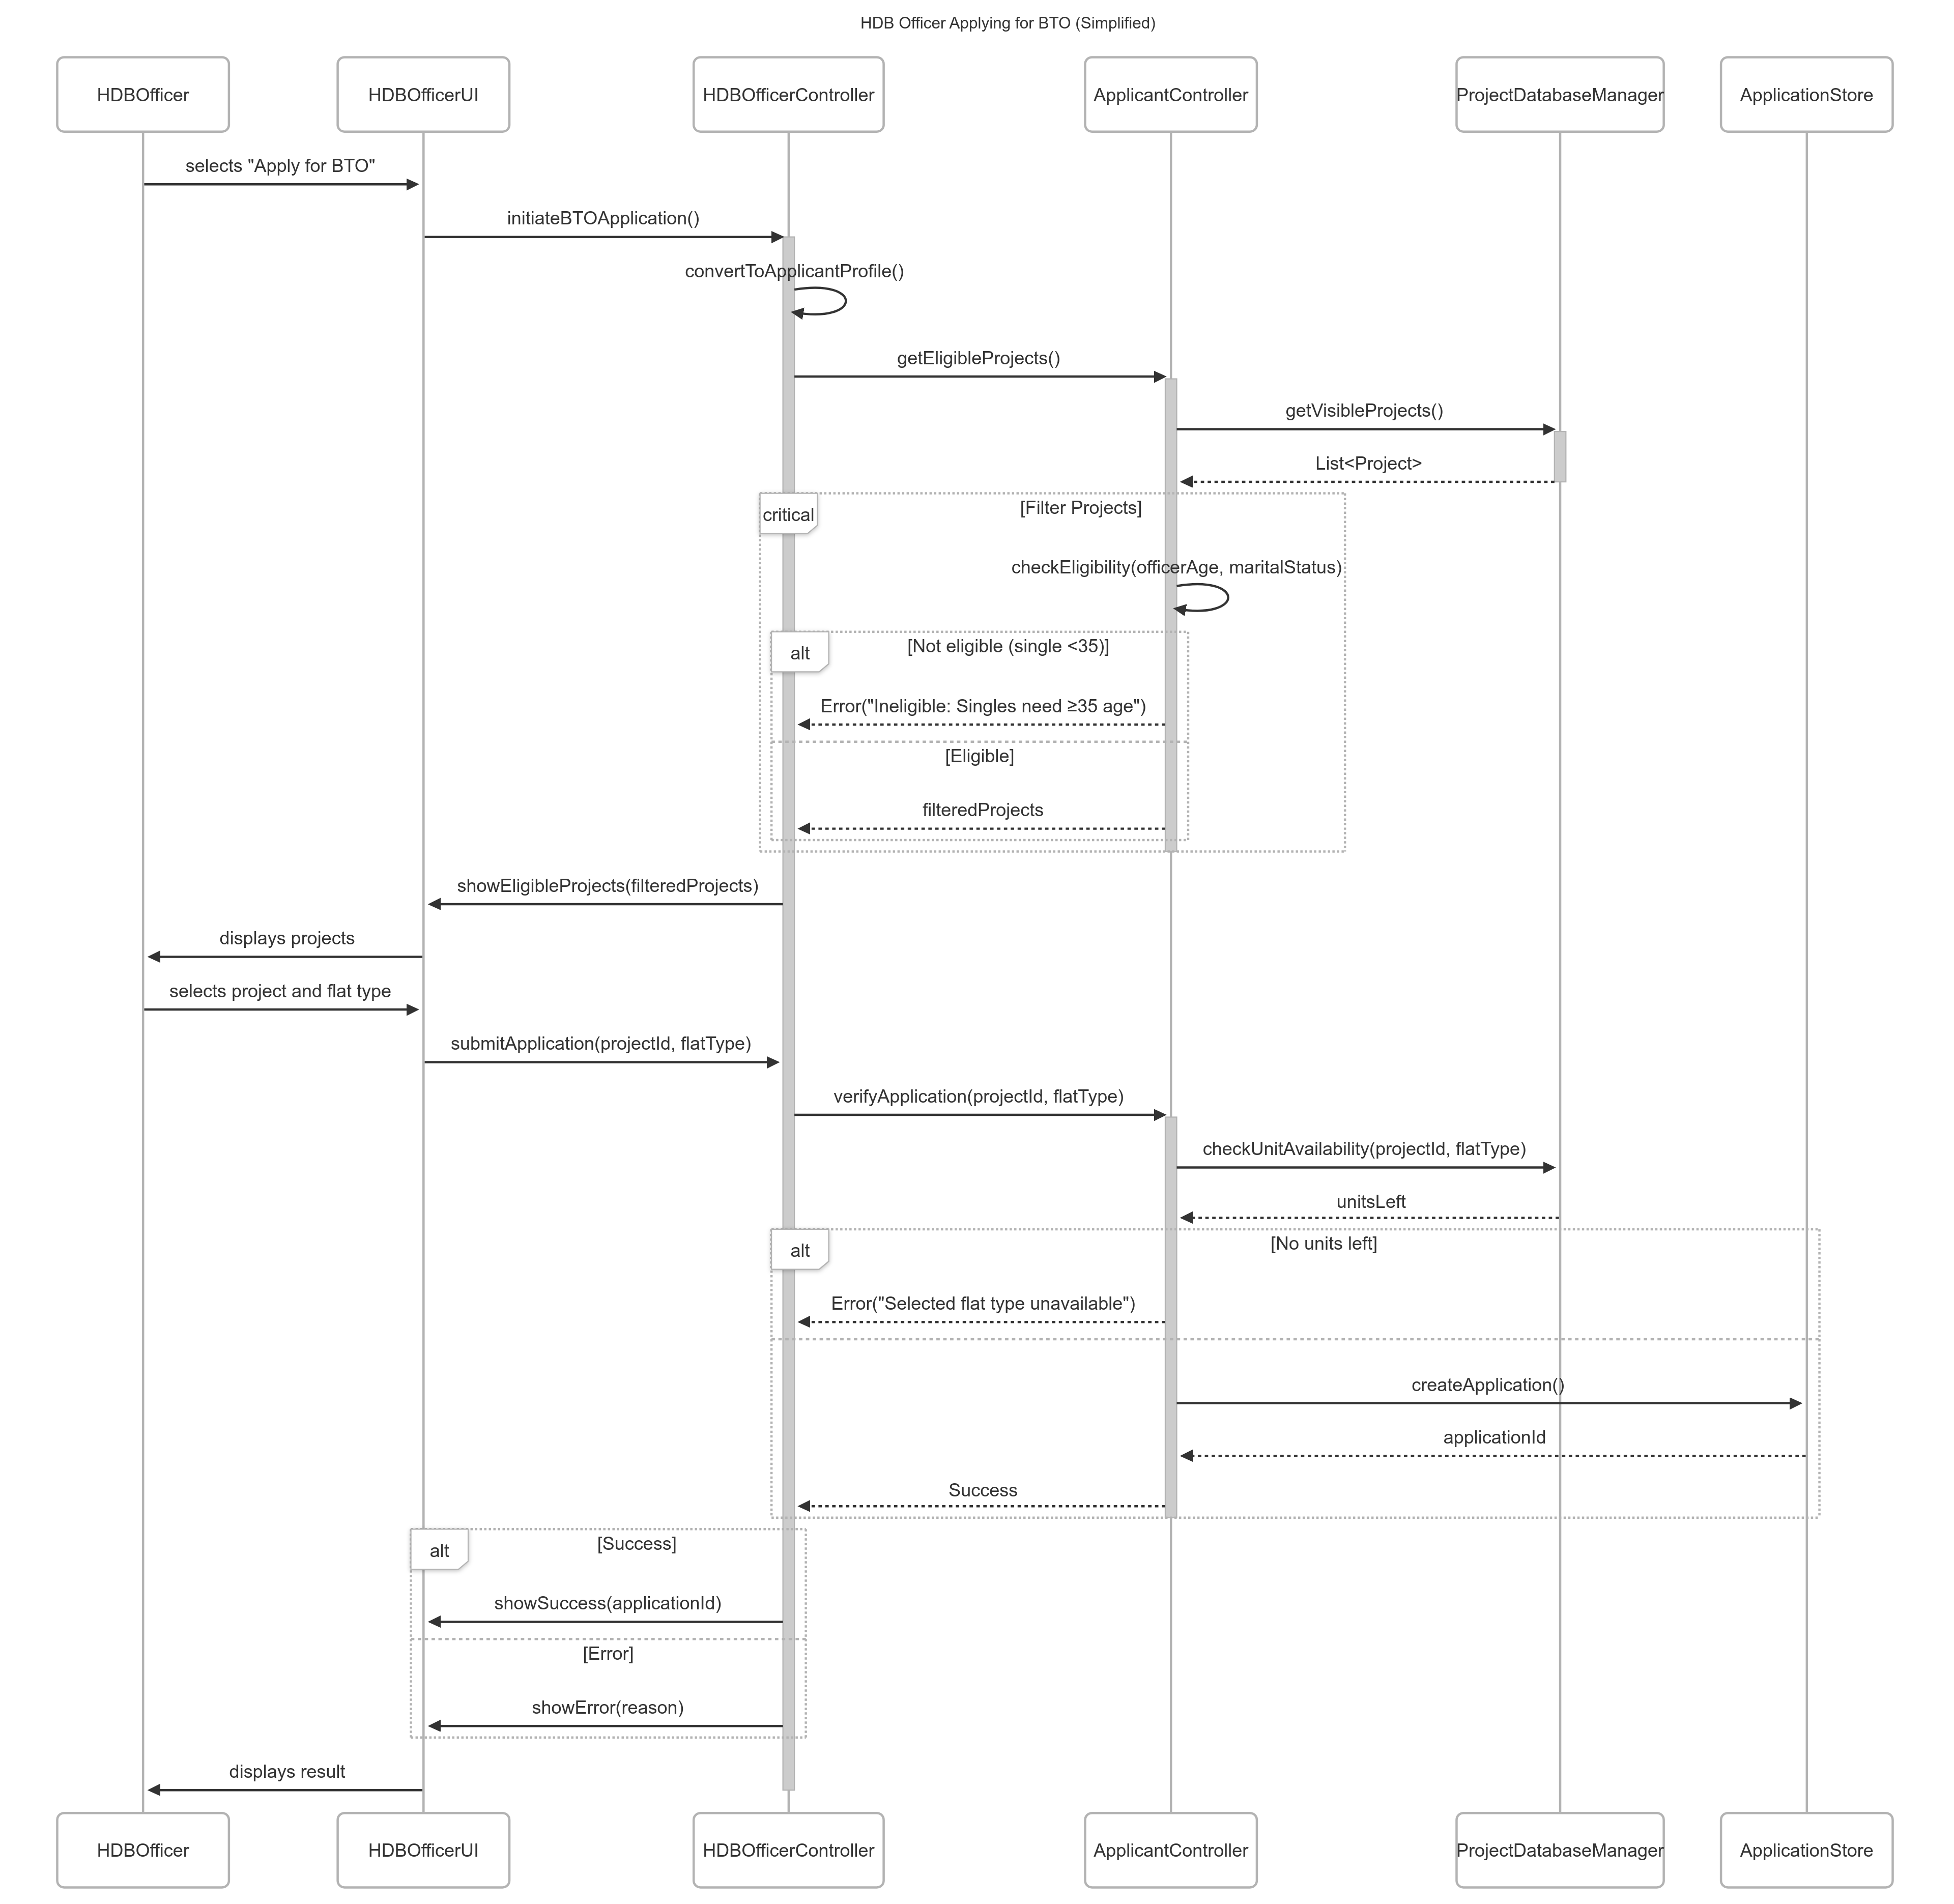 HDB Officer Applying for BTO (Simplified)
HDBOfficer
HDBOfficerUI
HDBOfficerController
ApplicantController
ProjectDatabaseManager
ApplicationStore
selects "Apply for BTO"
initiateBTOApplication()
convertToApplicantProfile()
getEligibleProjects()
getVisibleProjects()
List<Project>
critical
[Filter Projects]
checkEligibility(officerAge, maritalStatus)
alt
[Not eligible (single <35)]
Error("Ineligible: Singles need ≥35 age")
[Eligible]
filteredProjects
showEligibleProjects(filteredProjects)
displays projects
selects project and flat type
submitApplication(projectId, flatType)
verifyApplication(projectId, flatType)
checkUnitAvailability(projectId, flatType)
unitsLeft
alt
[No units left]
Error("Selected flat type unavailable")
createApplication()
applicationId
Success
alt
[Success]
showSuccess(applicationId)
[Error]
showError(reason)
displays result
HDBOfficer
HDBOfficerUI
HDBOfficerController
ApplicantController
ProjectDatabaseManager
ApplicationStore